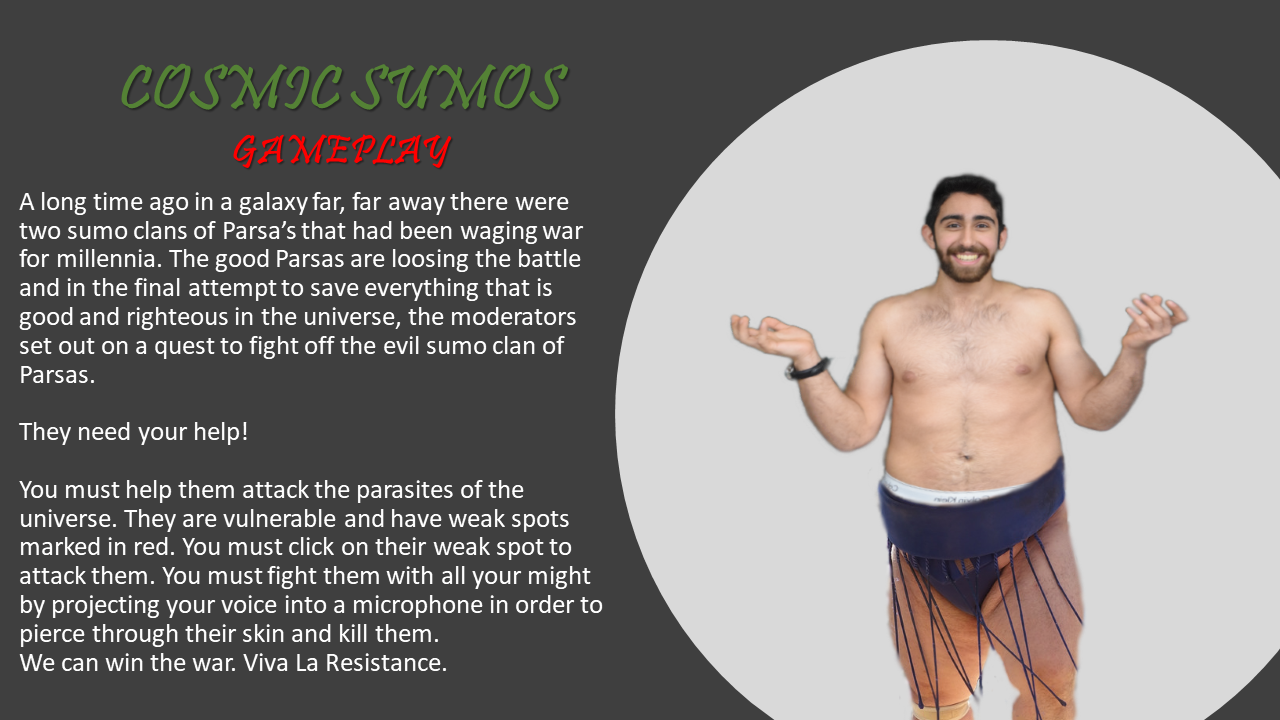 COSMIC SUMOS
GAMEPLAY
A long time ago in a galaxy far, far away there were
two sumo clans of Parsa’s that had been waging war
for millennia. The good Parsas are loosing the battle
and in the final attempt to save everything that is
good and righteous in the universe, the moderators
set out on a quest to fight off the evil sumo clan of
Parsas.
They need your help!
You must help them attack the parasites of the
universe. They are vulnerable and have weak spots
marked in red. You must click on their weak spot to
attack them. You must fight them with all your might
by projecting your voice into a microphone in order to
pierce through their skin and kill them.
We can win the war. Viva La Resistance.